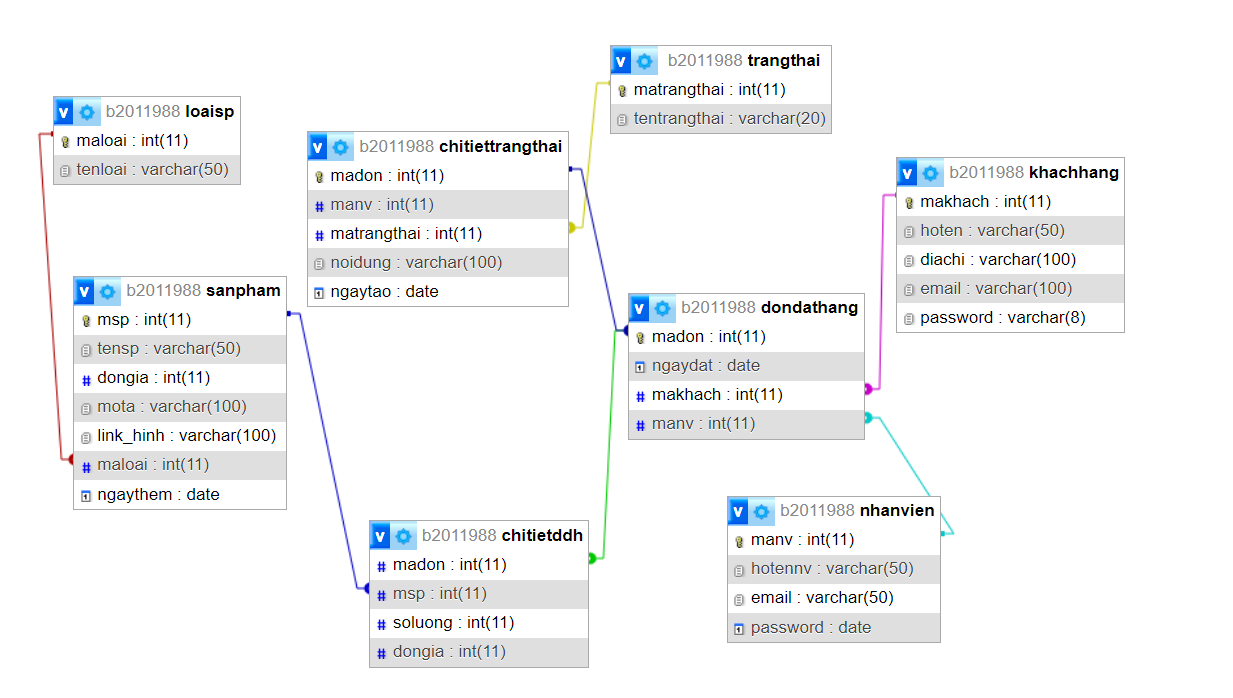 b2011988 trangthai
matrangthai : int(11)
tentrangthai : varchar(20)
b2011988 loaisp
maloai : int(11)
tenloai : varchar(50)
b2011988 chitiettrangthai
madon : int(11)
manv : int(11)
matrangthai : int(11)
noidung : varchar(100)
ngaytao : date
b2011988 khachhang
makhach : int(11)
hoten : varchar(50)
diachi : varchar(100)
email : varchar(100)
password : varchar(8)
b2011988 sanpham
msp : int(11)
tensp : varchar(50)
dongia : int(11)
mota : varchar(100)
link_hinh : varchar(100)
maloai : int(11)
ngaythem : date
b2011988 dondathang
madon : int(11)
ngaydat : date
makhach : int(11)
manv : int(11)
b2011988 chitietddh
madon : int(11)
msp : int(11)
soluong : int(11)
dongia : int(11)
b2011988 nhanvien
manv : int(11)
hotennv : varchar(50)
email : varchar(50)
password : date